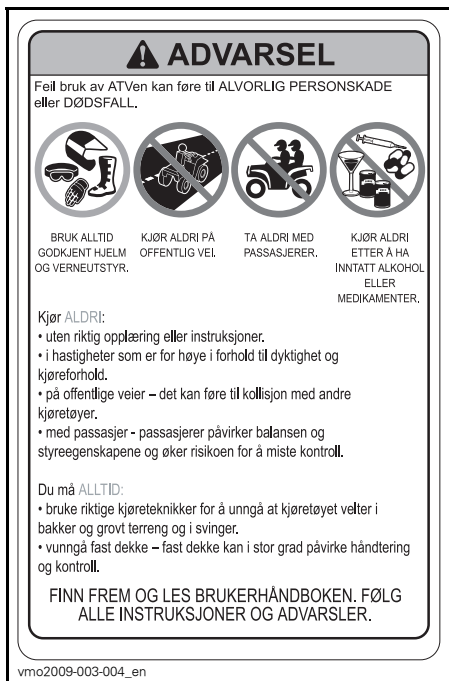 ADVARSEL
Feil bruk av ATVen kan føre til ALVORLIG PERSONSKADE
eller DØDSFALL.
BRUK ALLTID
GODKJENT HJELM
OG VERNEUTSTYR.
KJØR ALDRI PÅ
OFFENTLIG VEI.
TA ALDRI MED
PASSASJERER.
KJØR ALDRI
ETTER Å HA
INNTATT ALKOHOL
ELLER
MEDIKAMENTER.
Kjør ALDRI:
• uten riktig opplæring eller instruksjoner.
• i hastigheter som er for høye i forhold til dyktighet og
kjøreforhold.
• på offentlige veier – det kan føre til kollisjon med andre
kjøretøyer.
• med passasjer - passasjerer påvirker balansen og
styreegenskapene og øker risikoen for å miste kontroll.
Du må ALLTID:
• bruke riktige kjøreteknikker for å unngå at kjøretøyet velter i
bakker og grovt terreng og i svinger.
• vunngå fast dekke – fast dekke kan i stor grad påvirke håndtering
og kontroll.
FINN FREM OG LES BRUKERHÅNDBOKEN. FØLG
ALLE INSTRUKSJONER OG ADVARSLER.
vmo2009-003-004_en